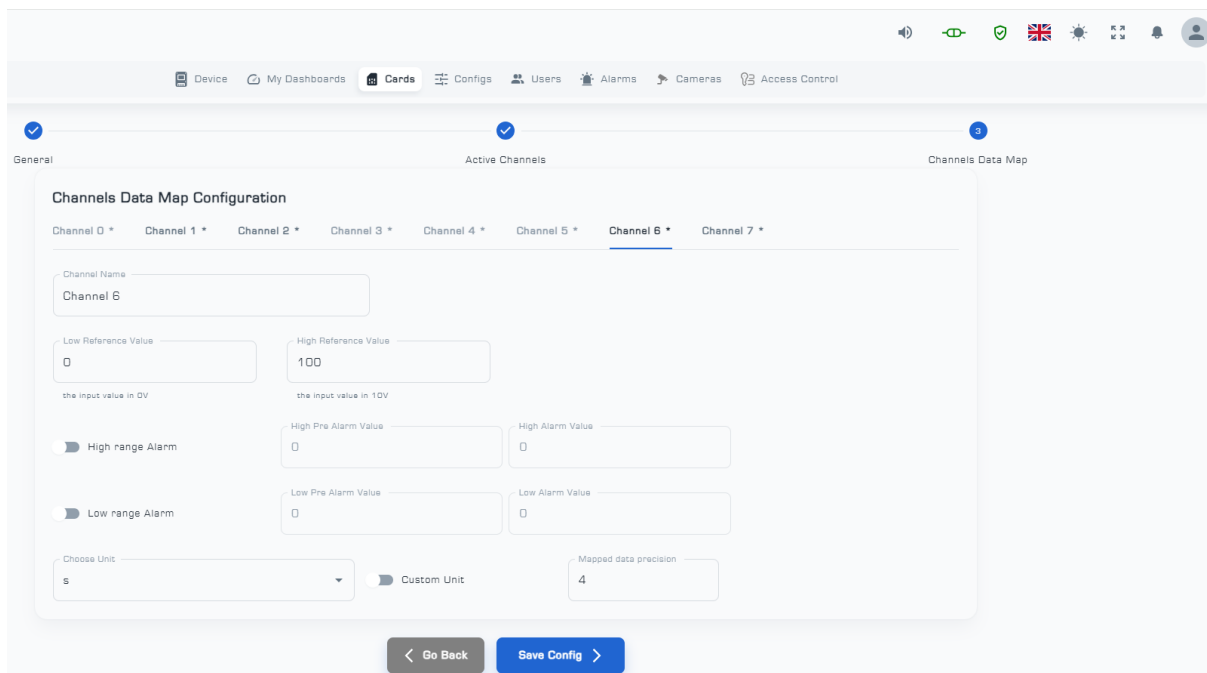 Device My Dashboards Cards Configs Users Alarms Cameras Access Control
3
General Active Channels Channels Data Map
Channels Data Map Configuration
Channel 0 * Channel 1 * Channel 2 * Channel 3 * Channel 4 * Channel 5 * Channel 6 * Channel 7 *
Channel Name
Channel 6
Low Reference Value High Reference Value
0 100
the input value in 0V the input value in 10V
High Pre Alarm Value High Alarm Value
High range Alarm 0 0
Low Pre Alarm Value Low Alarm Value
Low range Alarm 0 0
Choose Unit Mapped data precision
s Custom Unit 4
Go Back Save Config